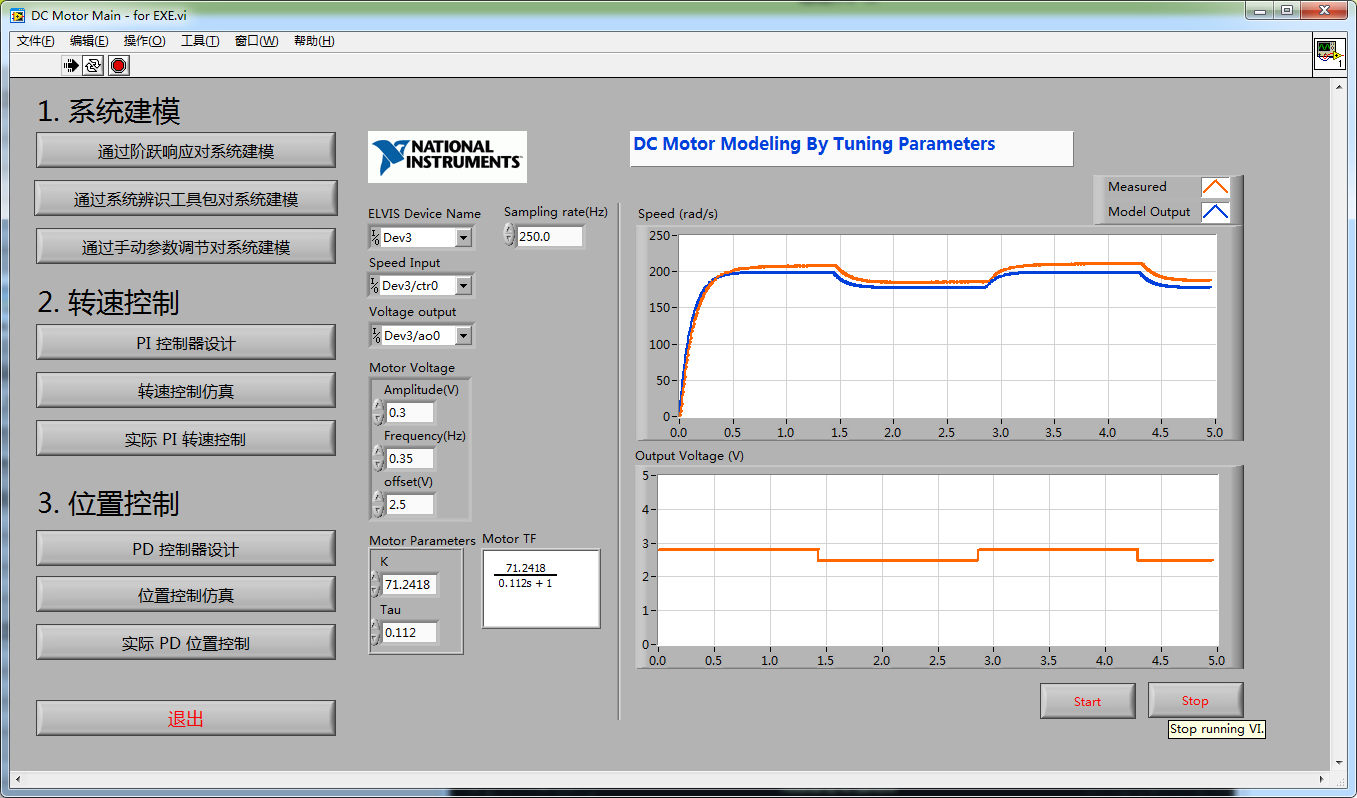 DC Motor Main - for EXE.vi
文件(F) 编辑(E) 操作(O) 工具(T) 窗口(W) 帮助(H)
1
1. 系统建模
通过阶跃响应对系统建模
通过系统辨识工具包对系统建模
通过手动参数调节对系统建模
2. 转速控制
PI 控制器设计
转速控制仿真
实际 PI 转速控制
3. 位置控制
PD 控制器设计
位置控制仿真
实际 PD 位置控制
退出
NATIONAL
INSTRUMENTS
ELVIS Device Name
Dev3
Sampling rate(Hz)
250.0
Speed Input
Dev3/ctr0
Voltage output
Dev3/ao0
Motor Voltage
Amplitude(V)
0.3
Frequency(Hz)
0.35
offset(V)
2.5
Motor Parameters
K
71.2418
Tau
0.112
Motor TF
71.2418
0.112s + 1
DC Motor Modeling By Tuning Parameters
Measured
Model Output
Speed (rad/s)
250
200
150
100
50
0
0.0 0.5 1.0 1.5 2.0 2.5 3.0 3.5 4.0 4.5 5.0
Output Voltage (V)
5
4
3
2
1
0
0.0 0.5 1.0 1.5 2.0 2.5 3.0 3.5 4.0 4.5 5.0
Start
Stop
Stop running VI.